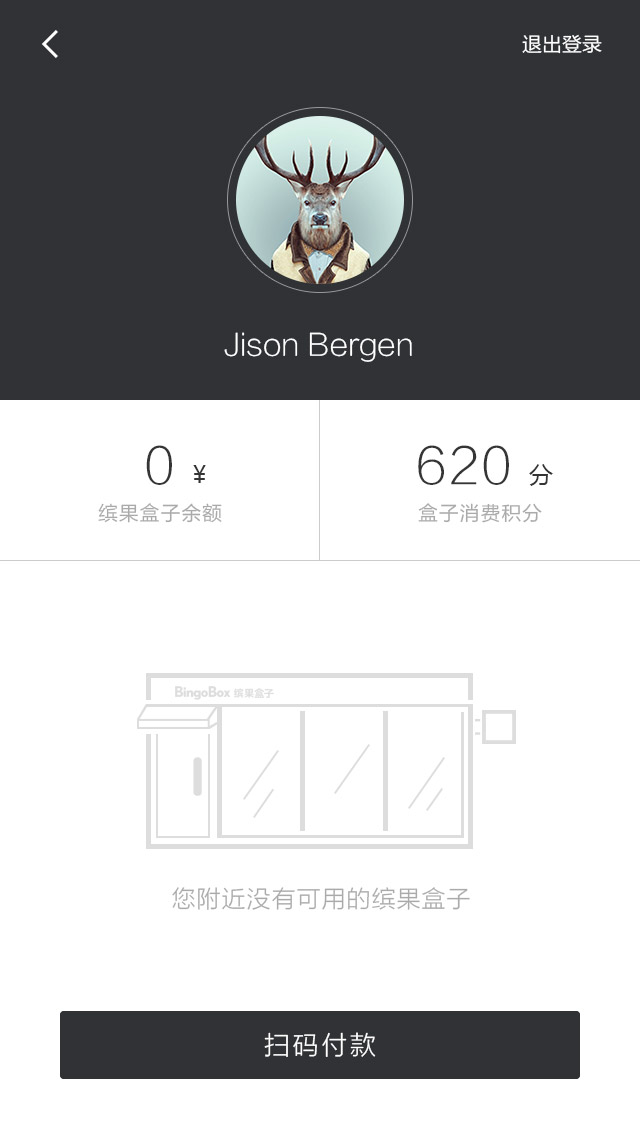 退出登录
Jison Bergen
0 ¥
缤果盒子余额
620 分
盒子消费积分
BingoBox 缤果盒子
您附近没有可用的缤果盒子
扫码付款